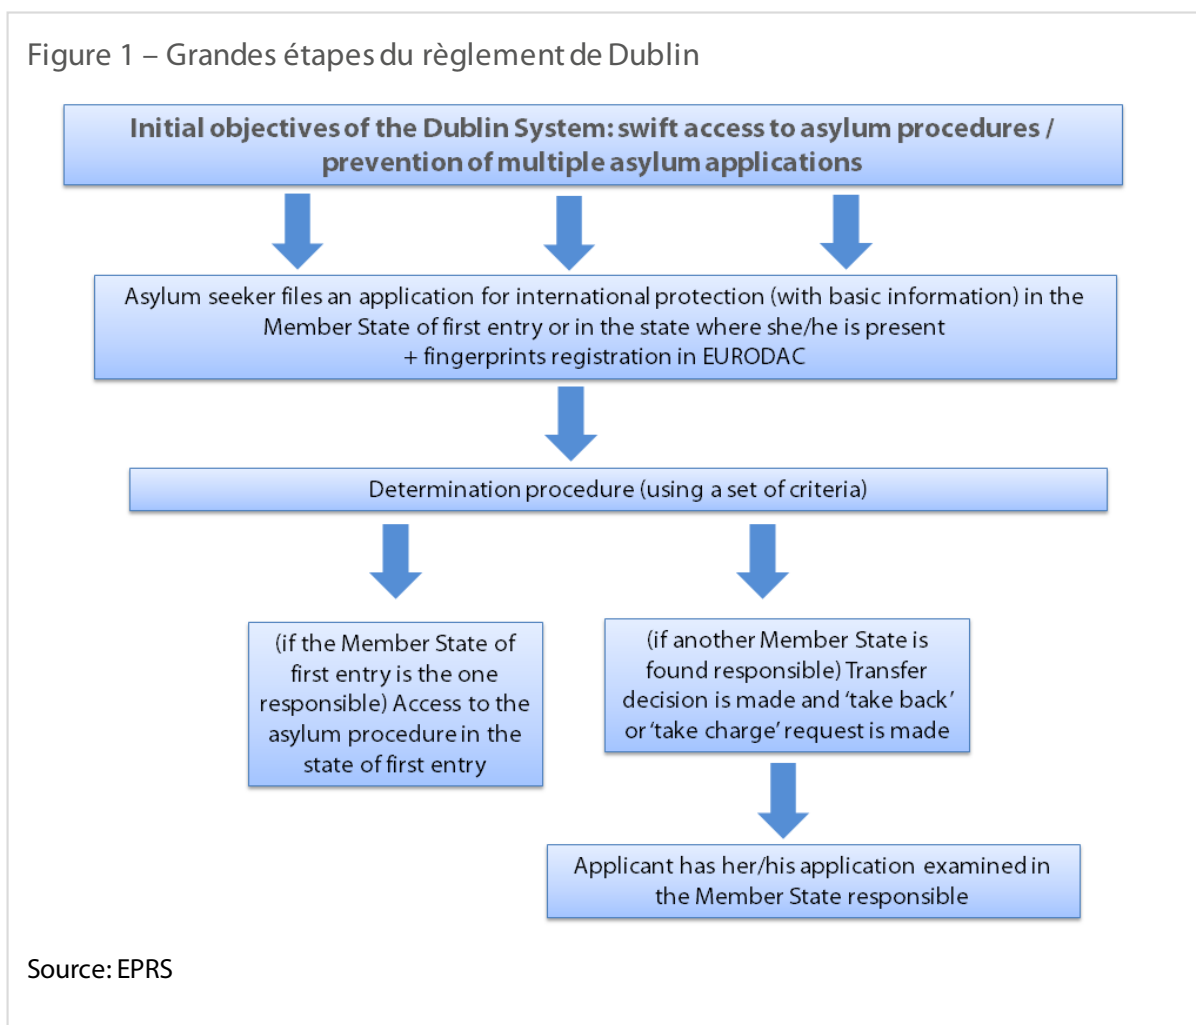 Figure 1 – Grandes étapes du règlement de Dublin
Initial objectives of the Dublin System: swift access to asylum procedures /
prevention of multiple asylum applications
Asylum seeker files an application for international protection (with basic information) in the
Member State of first entry or in the state where she/he is present
+ fingerprints registration in EURODAC
Determination procedure (using a set of criteria)
(if the Member State of
first entry is the one
responsible) Access to the
asylum procedure in the
state of first entry
(if another Member State is
found responsible) Transfer
decision is made and ‘take back’
or ‘take charge’ request is made
Applicant has her/his application examined in
the Member State responsible
Source: EPRS